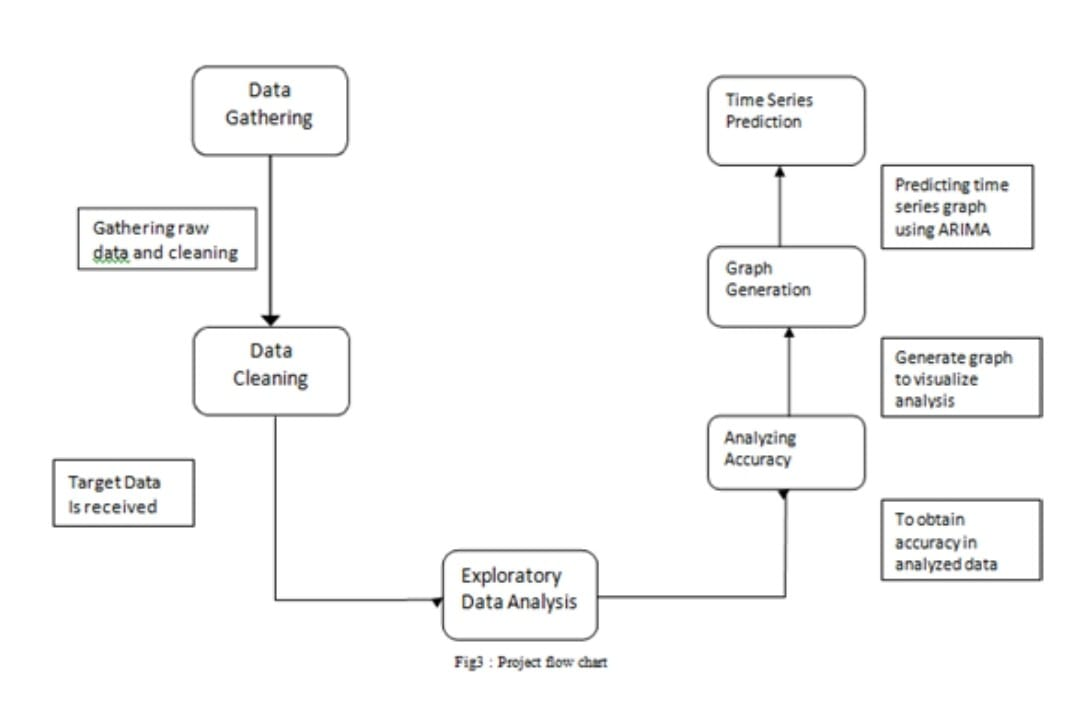 Data
Gathering
Gathering raw
data and cleaning
Data
Cleaning
Target Data
Is received
Exploratory
Data Analysis
Time Series
Prediction
Predicting time
series graph
using ARIMA
Graph
Generation
Generate graph
to visualize
analysis
Analyzing
Accuracy
To obtain
accuracy in
analyzed data
Fig3 : Project flow chart